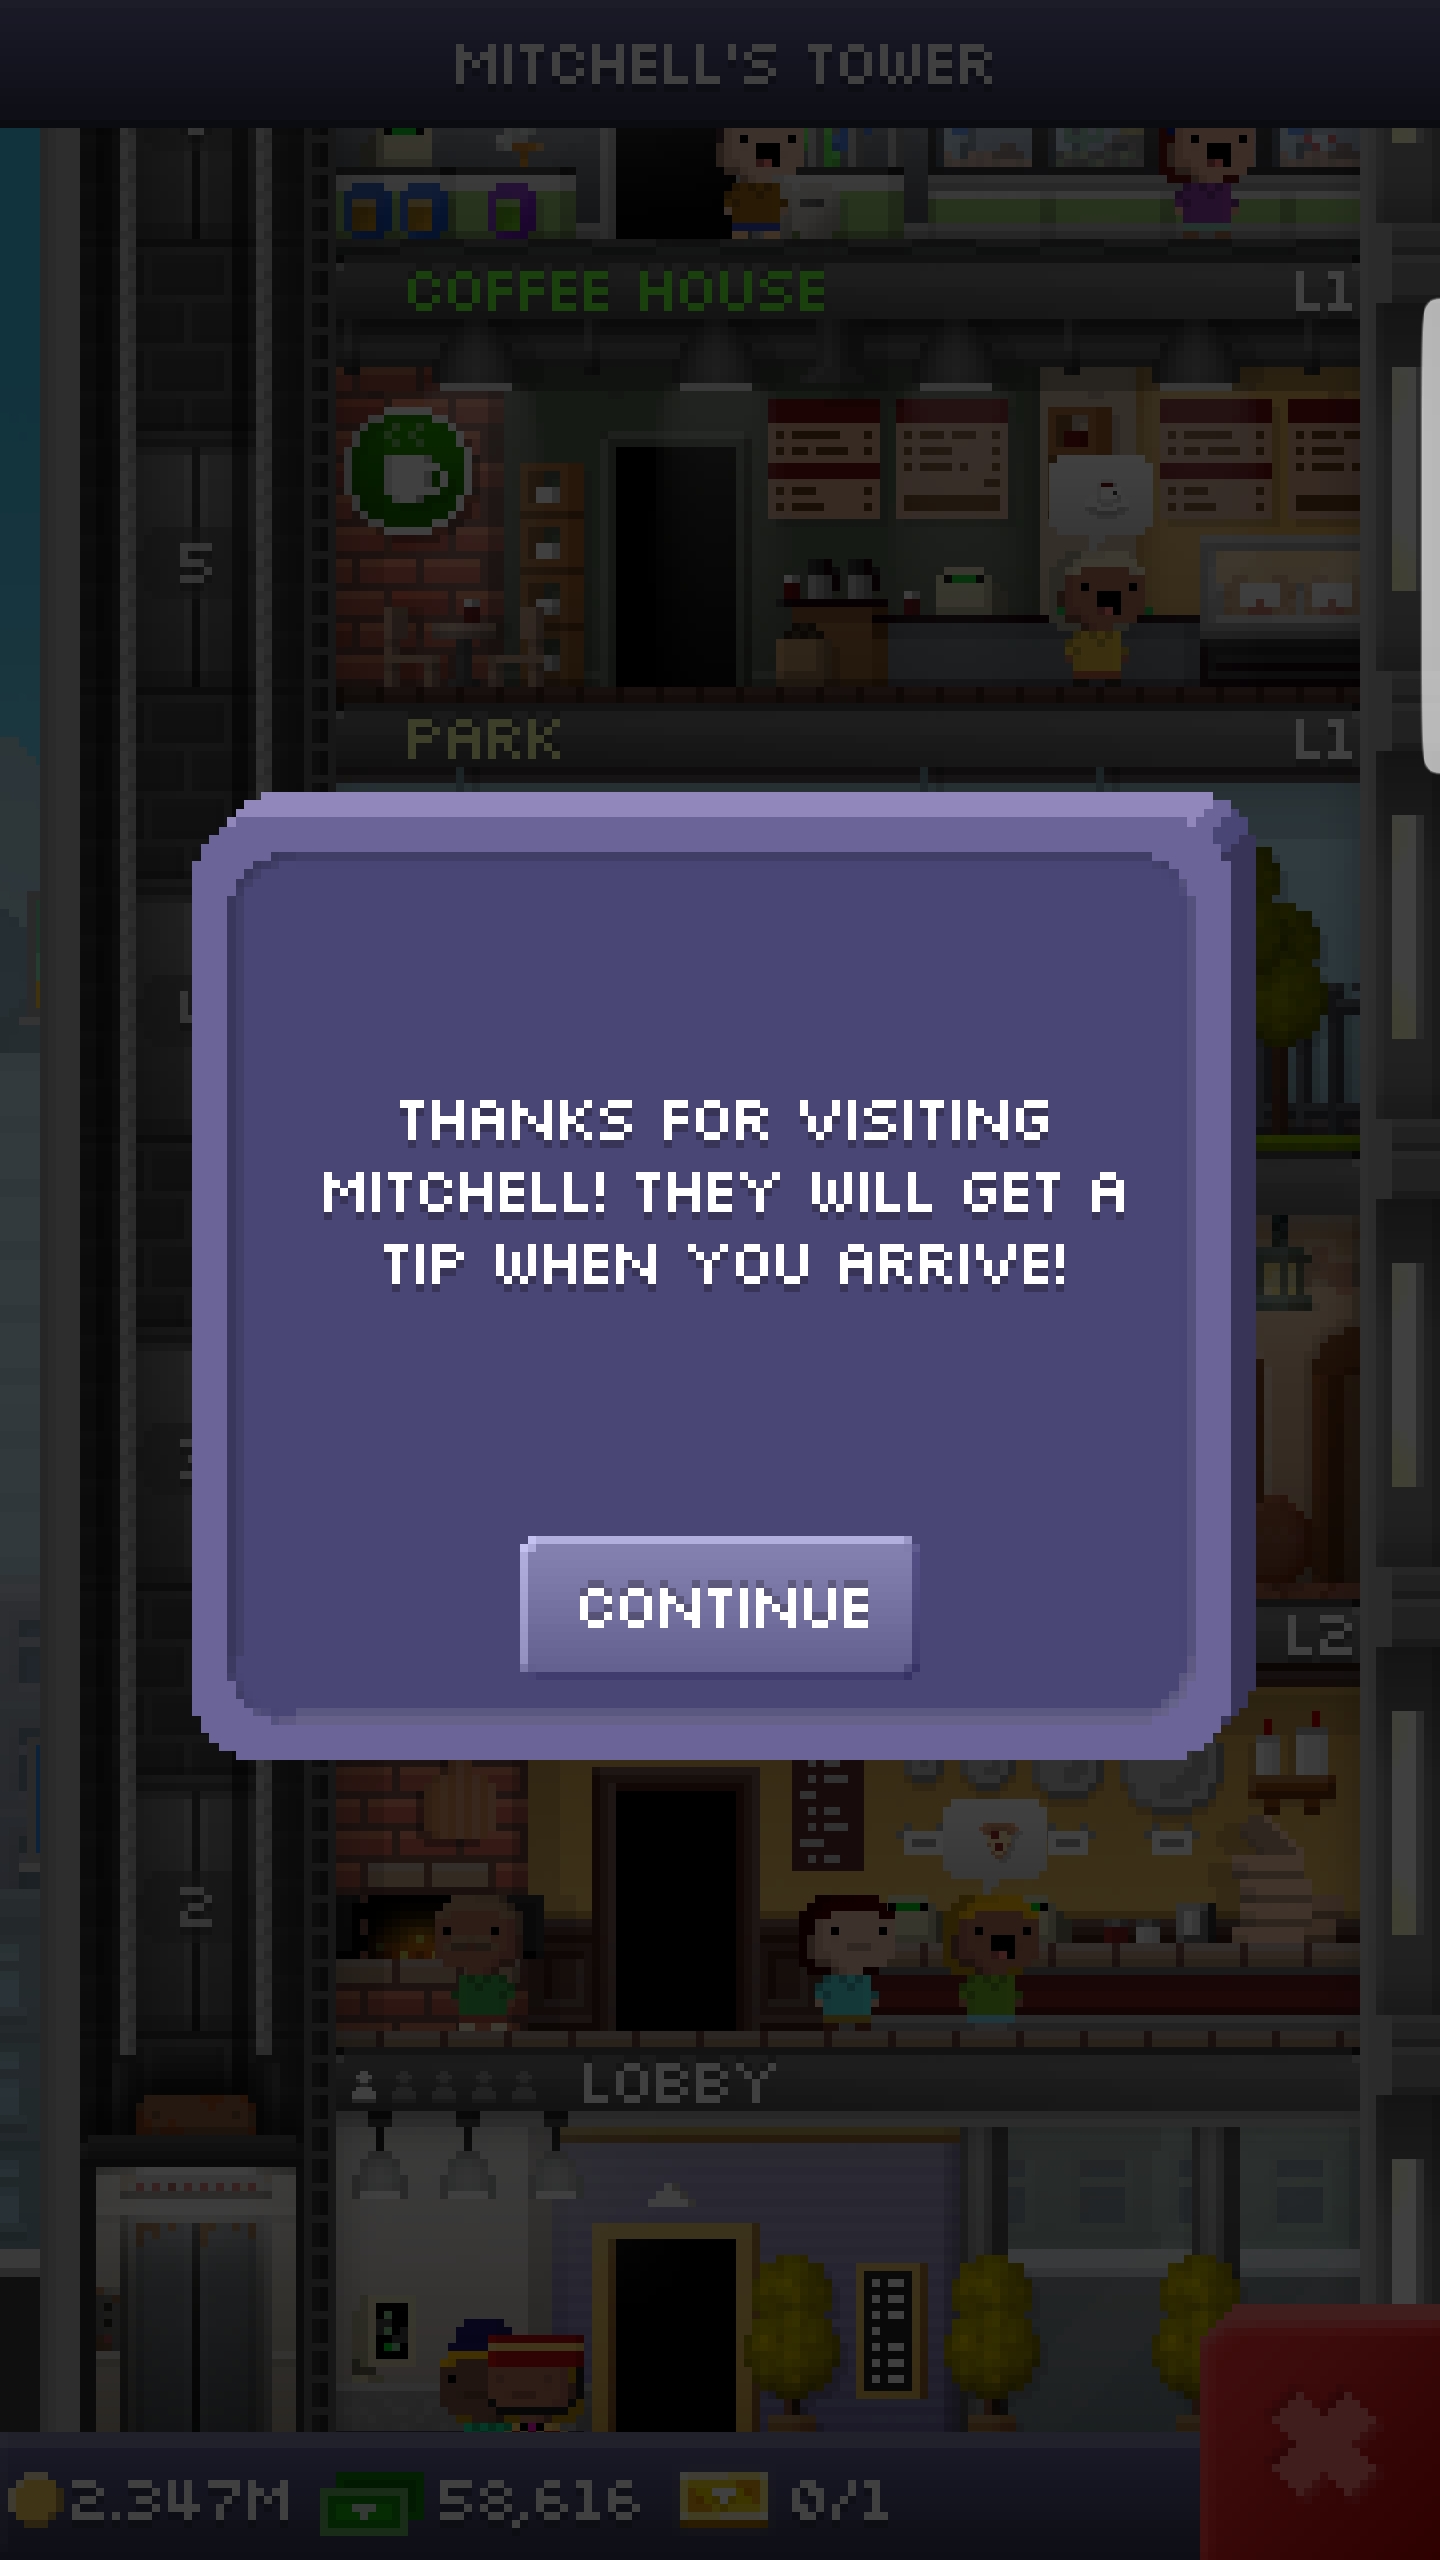 MITCHELL'S TOWER
COFFEE HOUSE L1
5
PARK L1
THANKS FOR VISITING
MITCHELL! THEY WILL GET A
TIP WHEN YOU ARRIVE!
CONTINUE
L2
2
LOBBY
2.347M 58,616 0/1